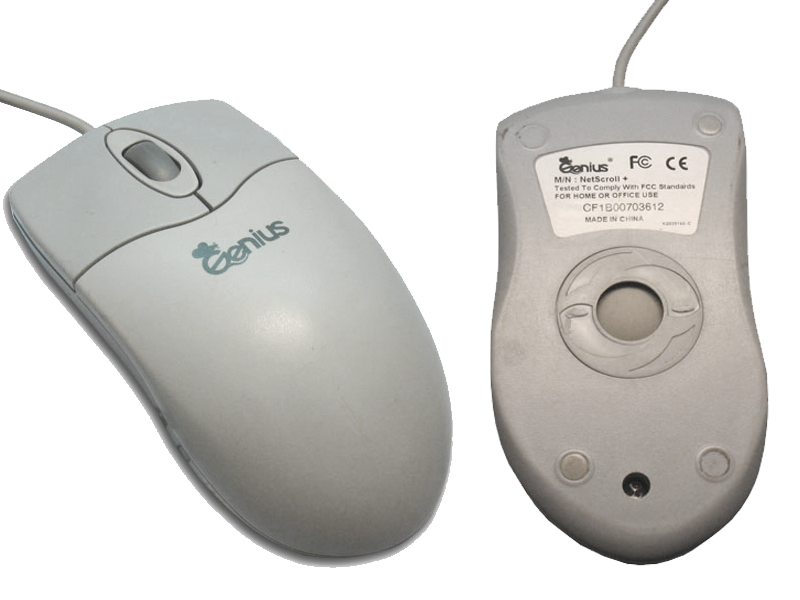 Genius
Genius® FC CE
M/N : NetScroll +
Tested To Comply With FCC Standards
FOR HOME OR OFFICE USE
CF1B00703612
MADE IN CHINA